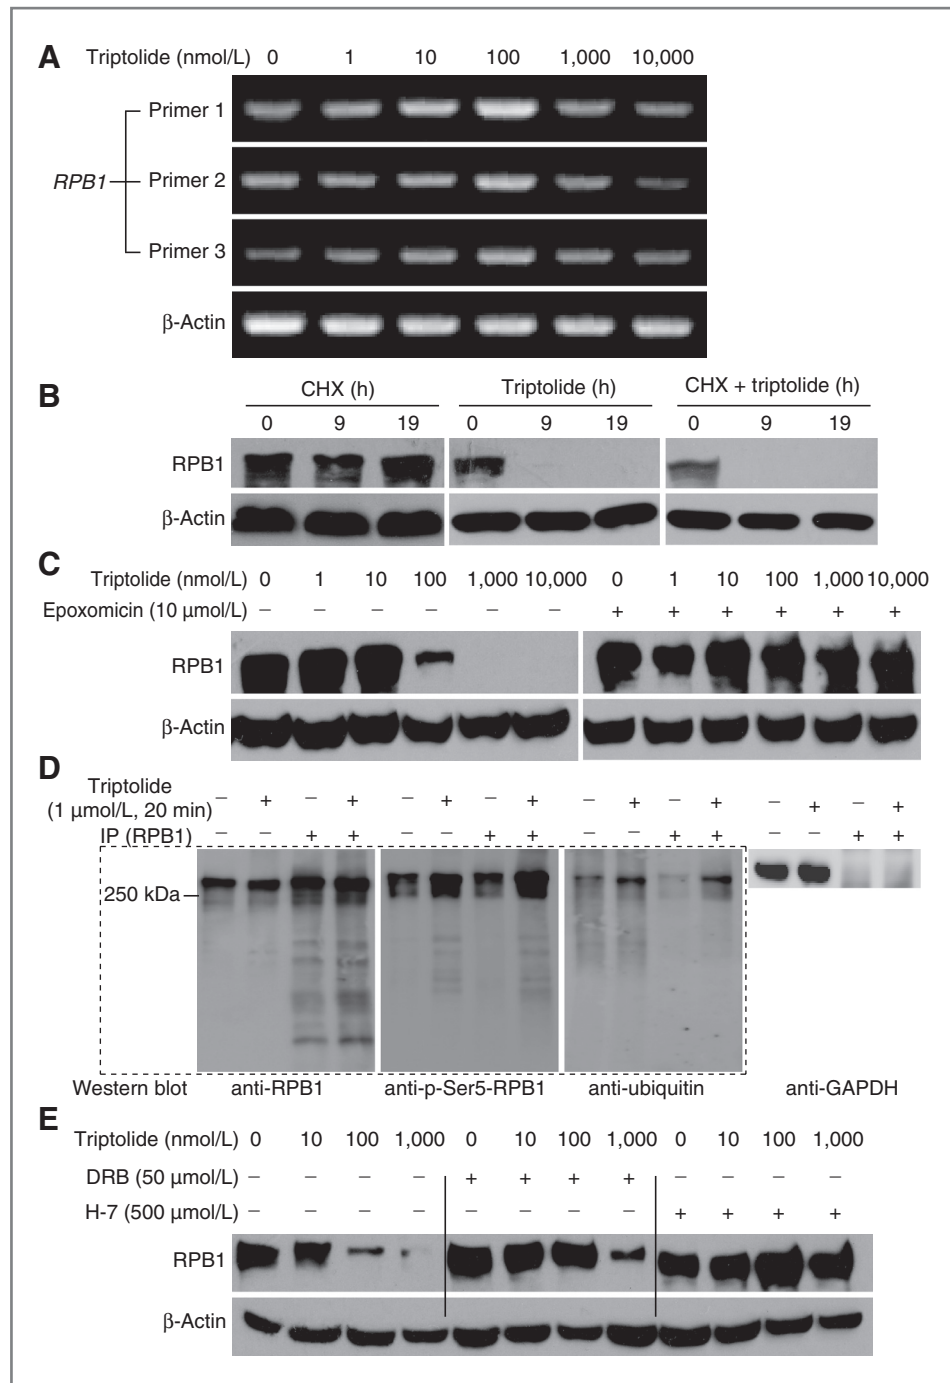 A
Triptolide (nmol/L) 0 1 10 100 1,000 10,000
Primer 1
RPB1 Primer 2
Primer 3
β-Actin
B
CHX (h) Triptolide (h) CHX + triptolide (h)
0 9 19 0 9 19 0 9 19
RPB1
β-Actin
C
Triptolide (nmol/L) 0 1 10 100 1,000 10,000 0 1 10 100 1,000 10,000
Epoxomicin (10 µmol/L) − − − − − − + + + + + +
RPB1
β-Actin
D
Triptolide
(1 µmol/L, 20 min) − + − + − + − + − + − + − + − +
IP (RPB1) − − + + − − + + − − + + − − + +
250 kDa
Western blot anti-RPB1 anti-p-Ser5-RPB1 anti-ubiquitin anti-GAPDH
E
Triptolide (nmol/L) 0 10 100 1,000 0 10 100 1,000 0 10 100 1,000
DRB (50 µmol/L) − − − − + + + + − − − −
H-7 (500 µmol/L) − − − − − − − − + + + +
RPB1
β-Actin